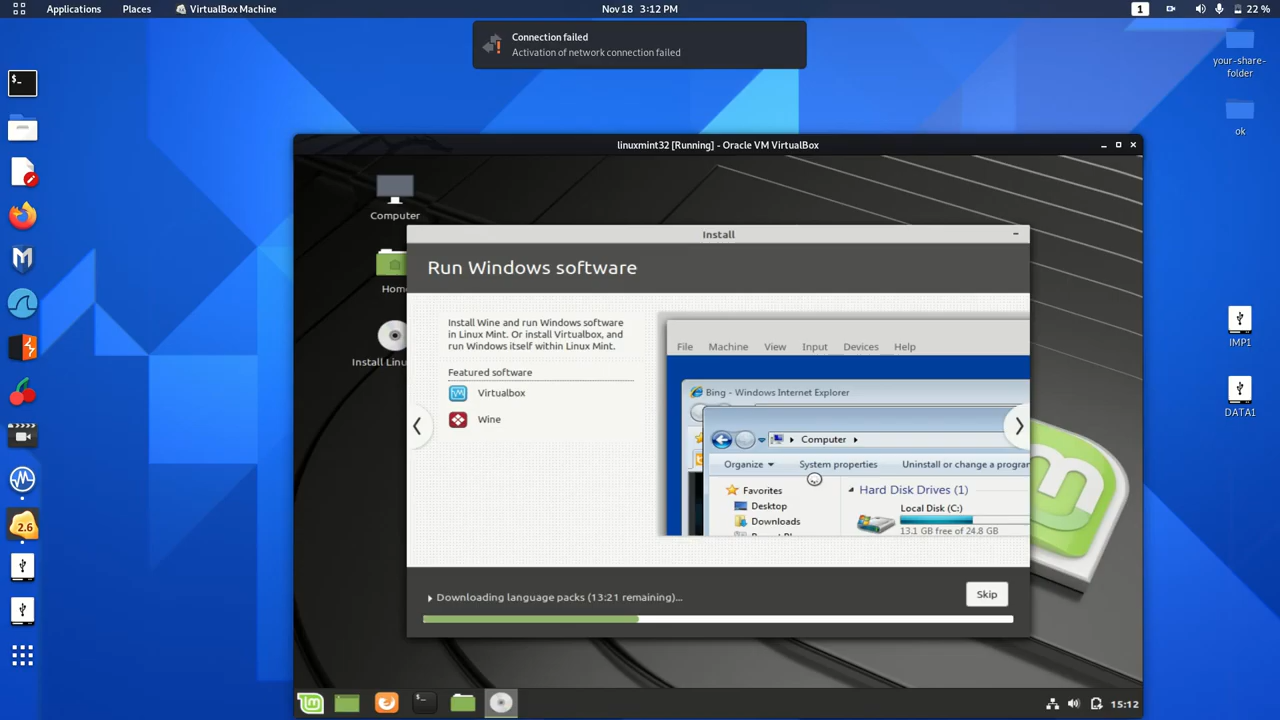 Applications Places VirtualBox Machine Nov 18 3:12 PM 1 22 %
Connection failed
Activation of network connection failed
your-share-
folder
ok
IMP1
DATA1
$_
2.6
linuxmint32 [Running] - Oracle VM VirtualBox
Computer
Home
Install Linu
Install
Run Windows software
Install Wine and run Windows software
in Linux Mint. Or install Virtualbox, and
run Windows itself within Linux Mint.
Featured software
Virtualbox
Wine
File Machine View Input Devices Help
Bing - Windows Internet Explorer
Computer
Organize System properties Uninstall or change a program
Favorites
Desktop
Downloads
Hard Disk Drives (1)
Local Disk (C:)
13.1 GB free of 24.8 GB
Downloading language packs (13:21 remaining)...
Skip
15:12